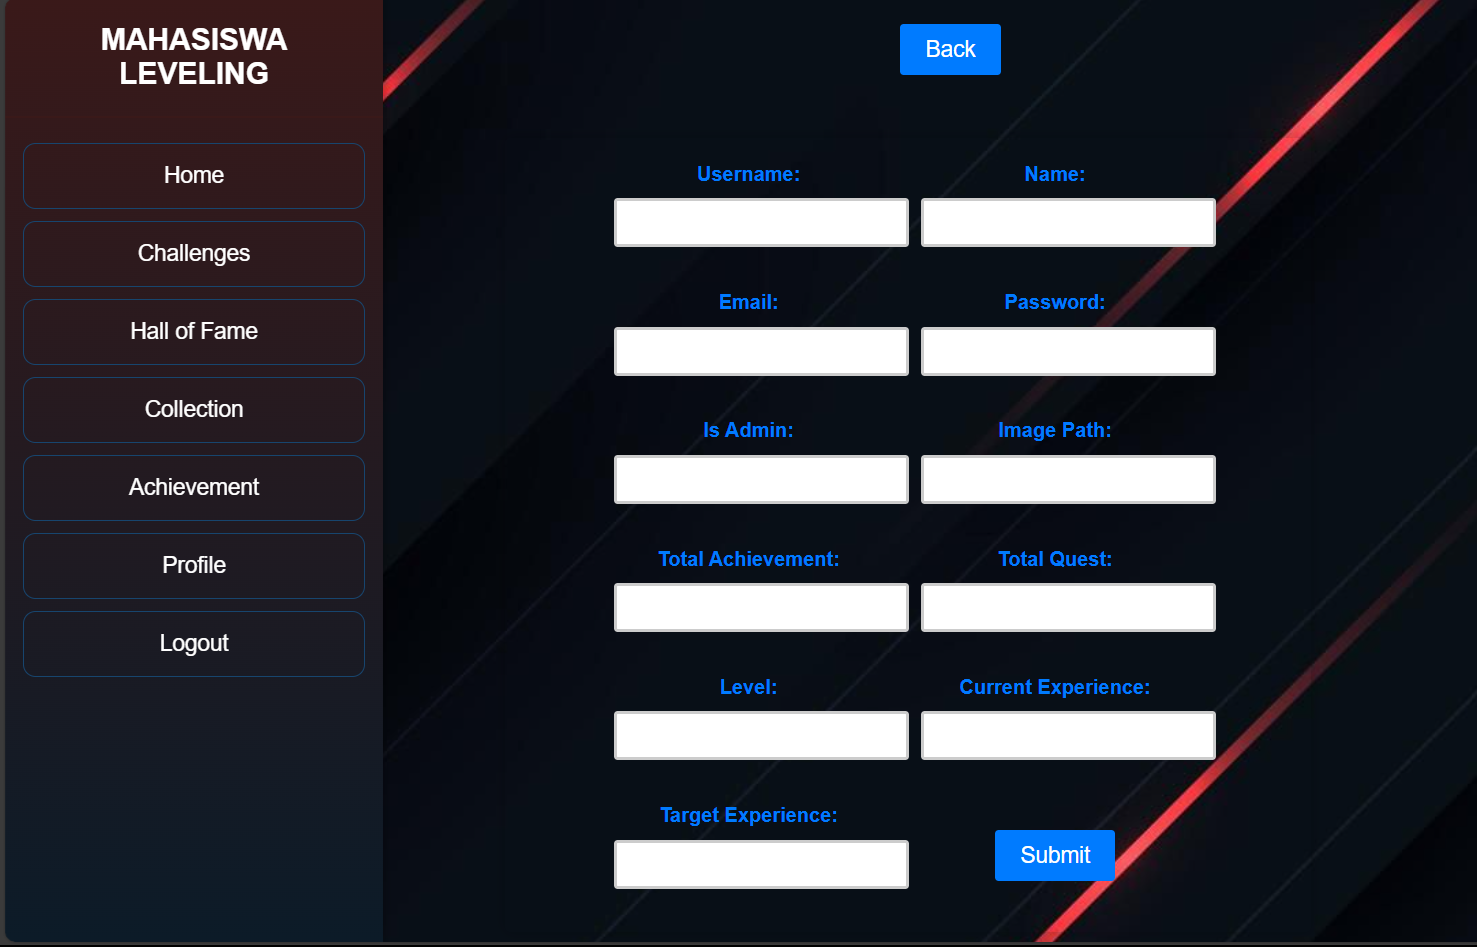 MAHASISWA
LEVELING
Home
Challenges
Hall of Fame
Collection
Achievement
Profile
Logout
Back
Username:
Name:
Email:
Password:
Is Admin:
Image Path:
Total Achievement:
Total Quest:
Level:
Current Experience:
Target Experience:
Submit